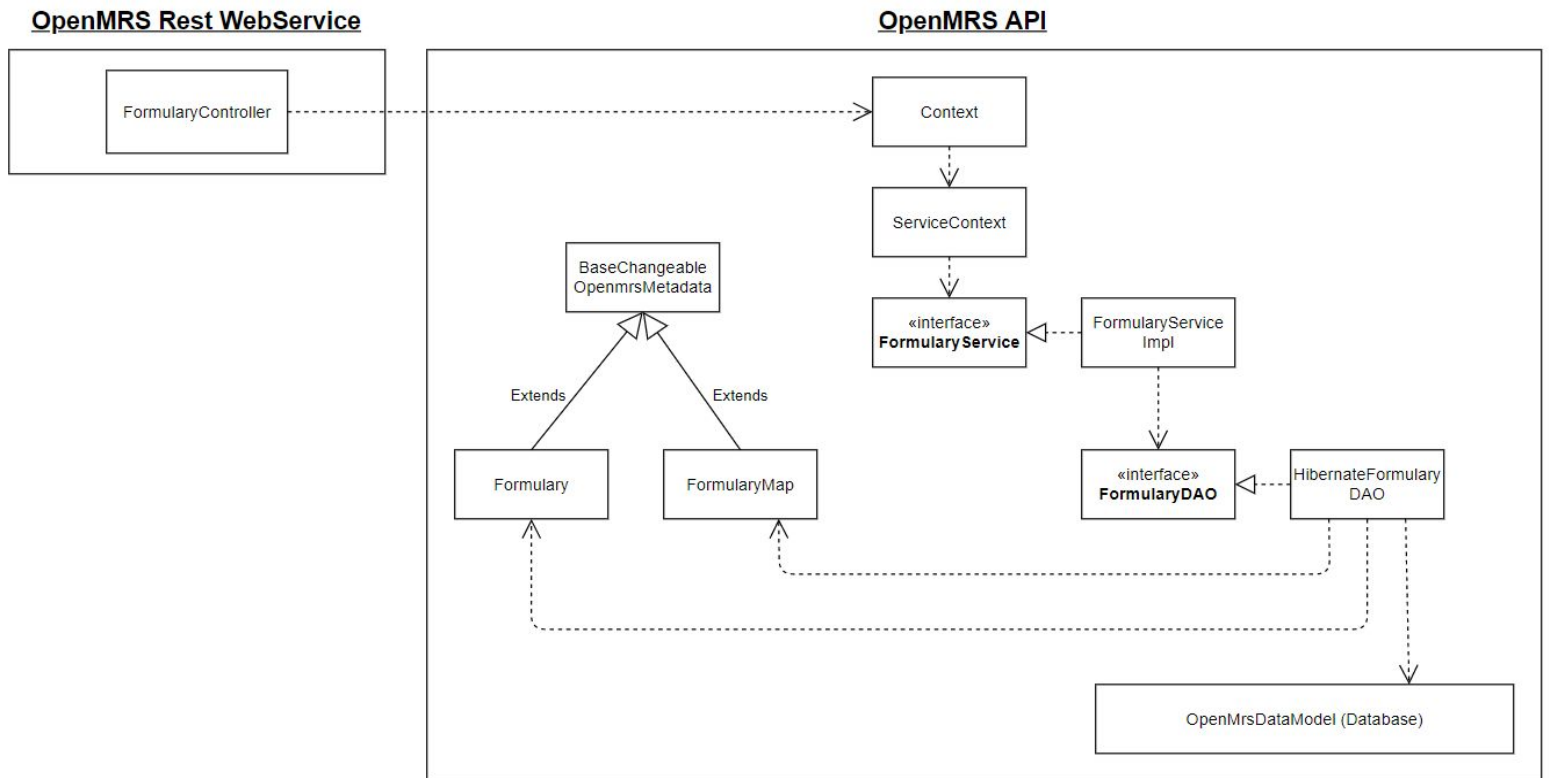 OpenMRS Rest WebService
OpenMRS API
FormularyController
Context
ServiceContext
BaseChangeable
OpenmrsMetadata
«interface»
FormularyService
FormularyService
Impl
Extends
Extends
Formulary
FormularyMap
«interface»
FormularyDAO
HibernateFormulary
DAO
OpenMrsDataModel (Database)